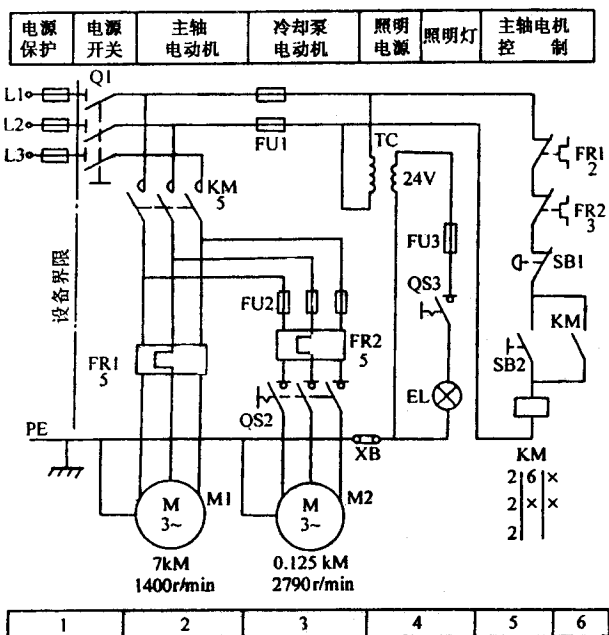 电源保护
电源开关
主轴电动机
冷却泵电动机
照明电源
照明灯
主轴电机控 制
Q1
L1
L2
L3
FU1
TC
24V
KM
5
FR1
2
FR2
3
FU3
SB1
QS3
KM
SB2
设备界限
FU2
FR1
5
FR2
5
EL
QS2
PE
XB
KM
2 6 ×
2 × ×
2
M
3~
M1
M
3~
M2
7kM
1400r/min
0.125 kM
2790r/min
1 2 3 4 5 6